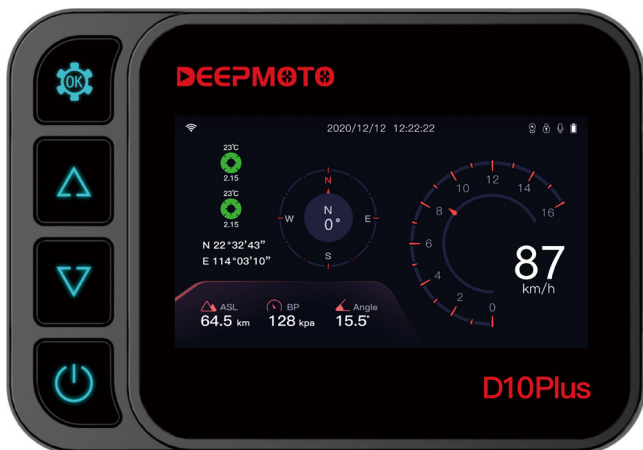 OK
DEEPMOTO
2020/12/12 12:22:22
23℃
2.15
23℃
2.15
N 22°32'43"
E 114°03'10"
N
W
N
0°
E
S
ASL
64.5 km
BP
128 kpa
Angle
15.5°
0
2
4
6
8
10
12
14
16
87
km/h
D10Plus